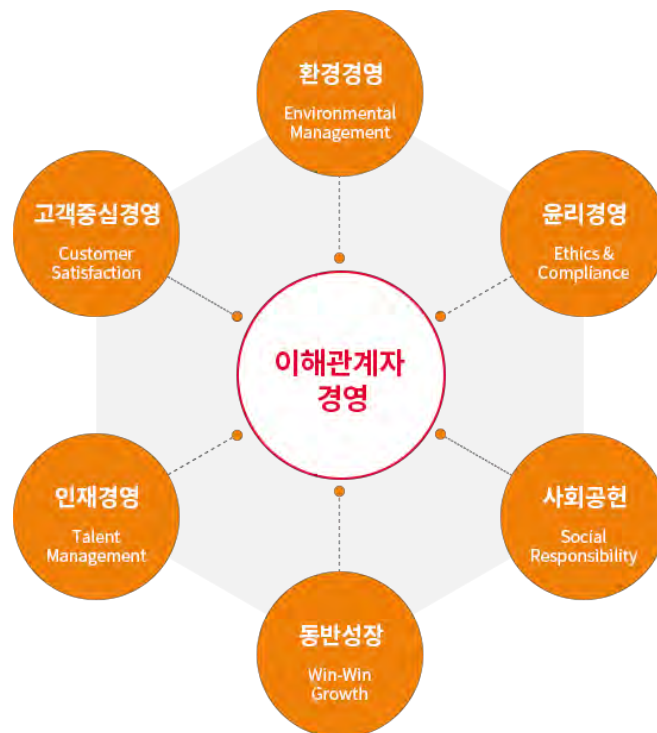 환경경영
Environmental
Management
고객중심경영
Customer
Satisfaction
윤리경영
Ethics &
Compliance
이해관계자
경영
인재경영
Talent
Management
사회공헌
Social
Responsibility
동반성장
Win-Win
Growth